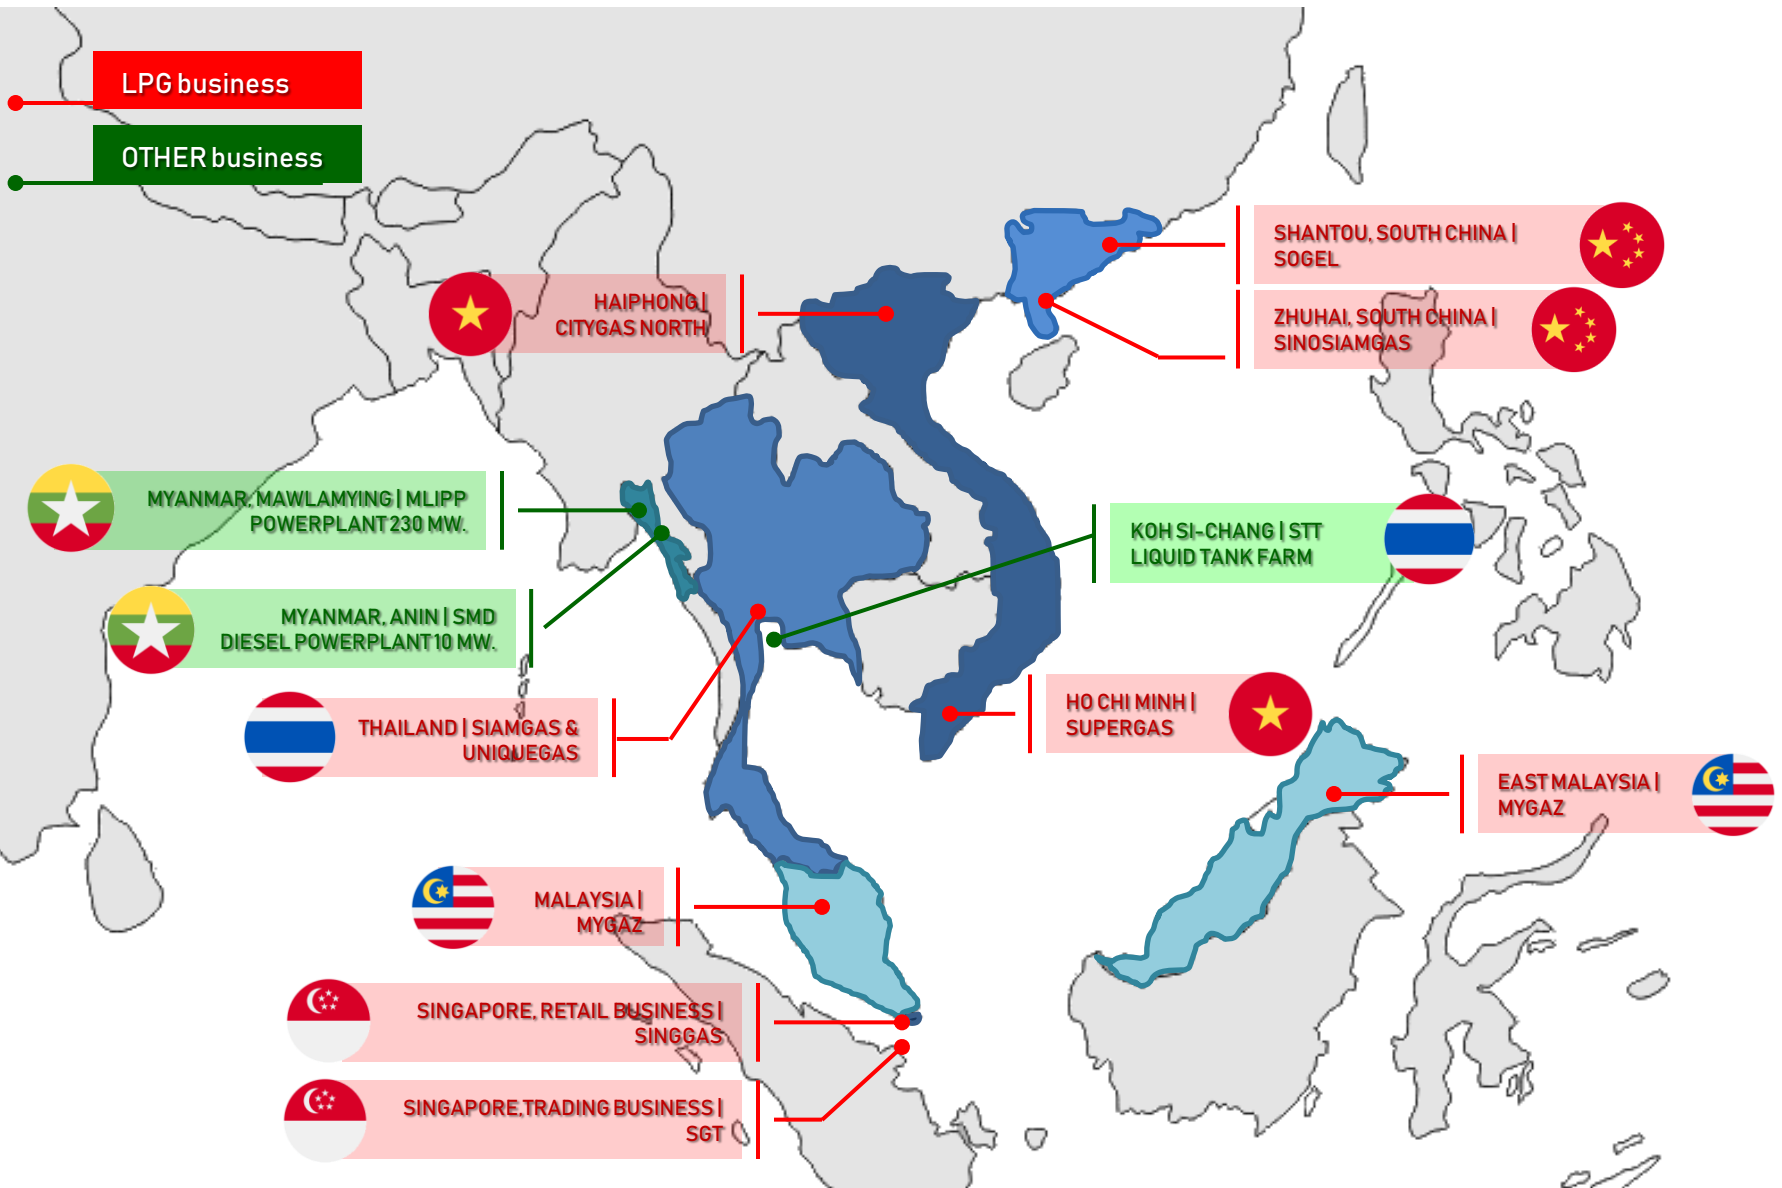 LPG business
OTHER business
SHANTOU, SOUTH CHINA |
SOGEL
HAIPHONG |
CITYGAS NORTH
ZHUHAI, SOUTH CHINA |
SINOSIAMGAS
MYANMAR, MAWLAMYING | MLIPP
POWERPLANT 230 MW.
KOH SI-CHANG | STT
LIQUID TANK FARM
MYANMAR, ANIN | SMD
DIESEL POWERPLANT 10 MW.
HO CHI MINH |
SUPERGAS
THAILAND | SIAMGAS &
UNIQUEGAS
EAST MALAYSIA |
MYGAZ
MALAYSIA |
MYGAZ
SINGAPORE, RETAIL BUSINESS |
SINGGAS
SINGAPORE,TRADING BUSINESS |
SGT